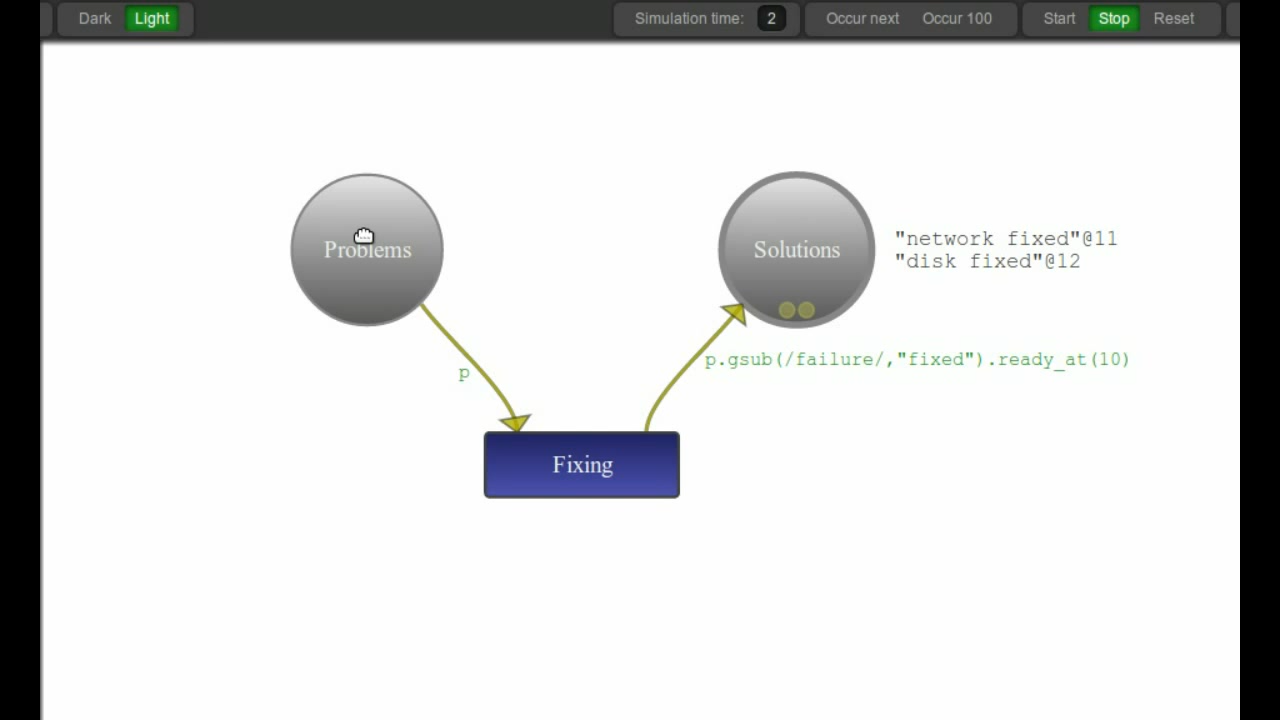 Dark Light Simulation time: 2 Occur next Occur 100 Start Stop Reset
Problems
Solutions
"network fixed"@11
"disk fixed"@12
p
p.gsub(/failure/,"fixed").ready_at(10)
Fixing